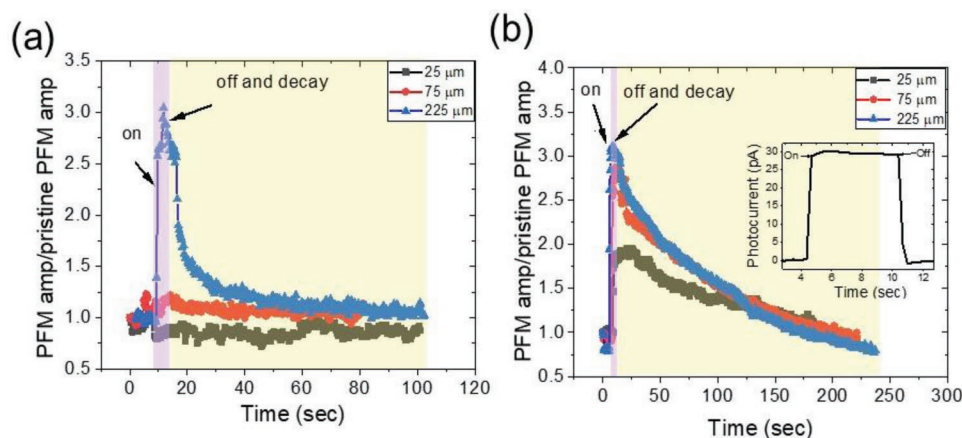 (a)
PFM amp/pristine PFM amp
3.5
3.0
2.5
2.0
1.5
1.0
0.5
on
off and decay
25 μm
75 μm
225 μm
0 20 40 60 80 100 120
Time (sec)
(b)
PFM amp/pristine PFM amp
4.0
3.5
3.0
2.5
2.0
1.5
1.0
0.5
on
off and decay
25 μm
75 μm
225 μm
Photocurrent (pA)
30
25
20
15
10
5
0
On
Off
4 6 8 10 12
Time (sec)
0 50 100 150 200 250 300
Time (sec)